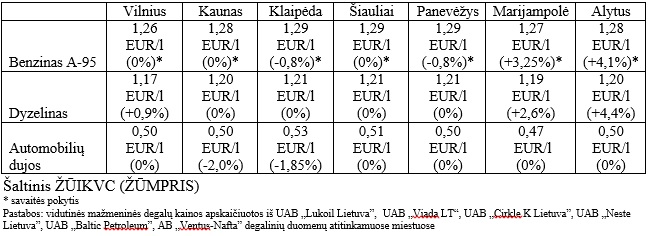 Vilnius Kaunas Klaipėda Šiauliai Panevėžys Marijampolė Alytus
Benzinas A-95
1,26 EUR/l (0%)*
1,28 EUR/l (0%)*
1,29 EUR/l (-0,8%)*
1,29 EUR/l (0%)*
1,29 EUR/l (-0,8%)*
1,27 EUR/l (+3,25%)*
1,28 EUR/l (+4,1%)*
Dyzelinas
1,17 EUR/l (+0,9%)
1,20 EUR/l (0%)
1,21 EUR/l (0%)
1,21 EUR/l (0%)
1,21 EUR/l (0%)
1,19 EUR/l (+2,6%)
1,20 EUR/l (+4,4%)
Automobilių dujos
0,50 EUR/l (0%)
0,50 EUR/l (-2,0%)
0,53 EUR/l (-1,85%)
0,51 EUR/l (0%)
0,50 EUR/l (0%)
0,47 EUR/l (0%)
0,50 EUR/l (0%)
Šaltinis ŽŪIKVC (ŽŪMPRIS)
* savaitės pokytis
Pastabos: vidutinės mažmeninės degalų kainos apskaičiuotos iš UAB „Lukoil Lietuva", UAB „Viada LT", UAB „Cirkle K Lietuva", UAB „Neste
Lietuva", UAB „Baltic Petroleum", AB „Ventus-Nafta" degalinių duomenų atitinkamuose miestuose